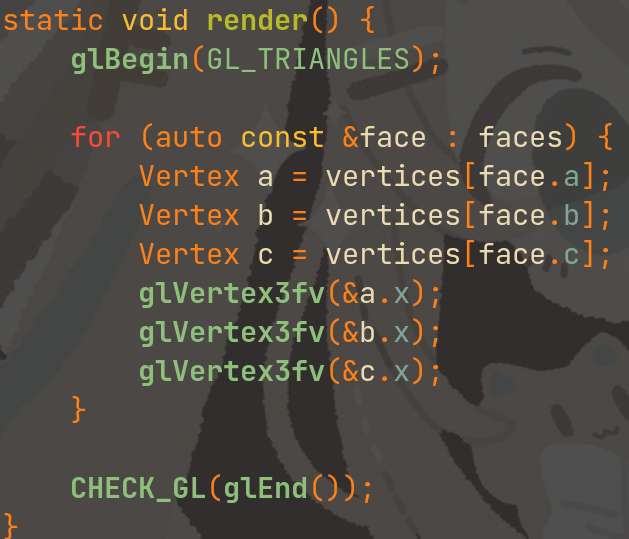 static void render() {
    glBegin(GL_TRIANGLES);

    for (auto const &face : faces) {
        Vertex a = vertices[face.a];
        Vertex b = vertices[face.b];
        Vertex c = vertices[face.c];
        glVertex3fv(&a.x);
        glVertex3fv(&b.x);
        glVertex3fv(&c.x);
    }

    CHECK_GL(glEnd());
}